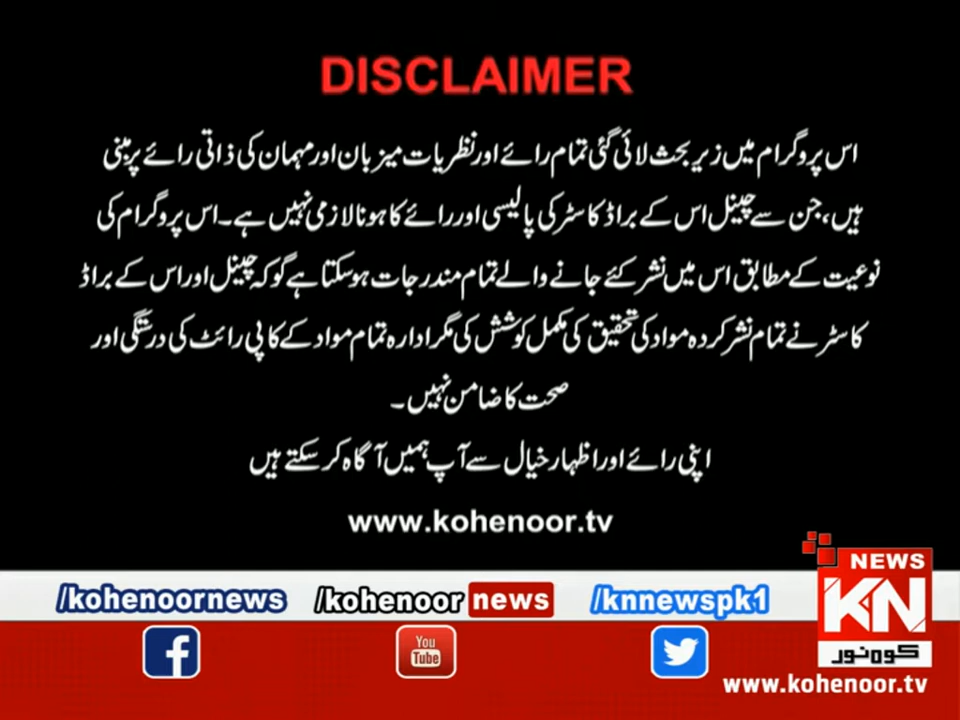 DISCLAIMER
اس پروگرام میں زیر بحث لائی گئی تمام رائے اور نظریات میزبان اور مہمان کی ذاتی رائے پر مبنی
ہیں، جن سے چینل اس کے براڈ کاسٹر کی پالیسی اور رائے کا ہونا لازمی نہیں ہے۔ اس پروگرام کی
نوعیت کے مطابق اس میں نشر کئے جانے والے تمام مندرجات ہو سکتا ہے گو کہ چینل اور اس کے براڈ
کاسٹر نے تمام نشر کردہ مواد کی تحقیق کی مکمل کوشش کی مگر ادارہ تمام مواد کے کاپی رائٹ کی درستگی اور
صحت کا ضامن نہیں۔
اپنی رائے اور اظہار خیال سے آپ ہمیں آگاہ کر سکتے ہیں
www.kohenoor.tv
/kohenoornews /kohenoor news /knnewspk1
f You Tube
NEWS
KN
کوہ نور
www.kohenoor.tv